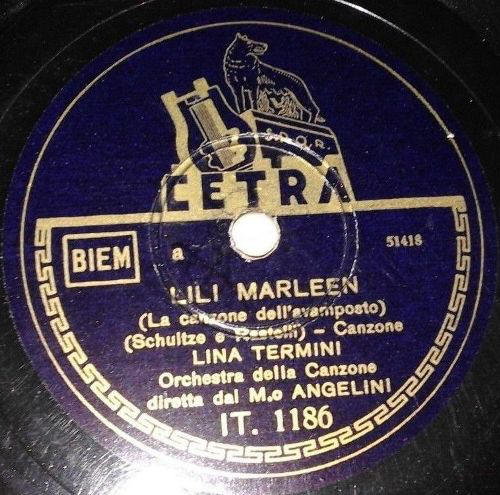 S.P.Q.R.
CETRA
BIEM
a
51418
LILI MARLEEN
(La canzone dell'avamposto)
(Schultze e Rastelli) - Canzone
LINA TERMINI
Orchestra della Canzone
diretta dal M.o ANGELINI
IT. 1186